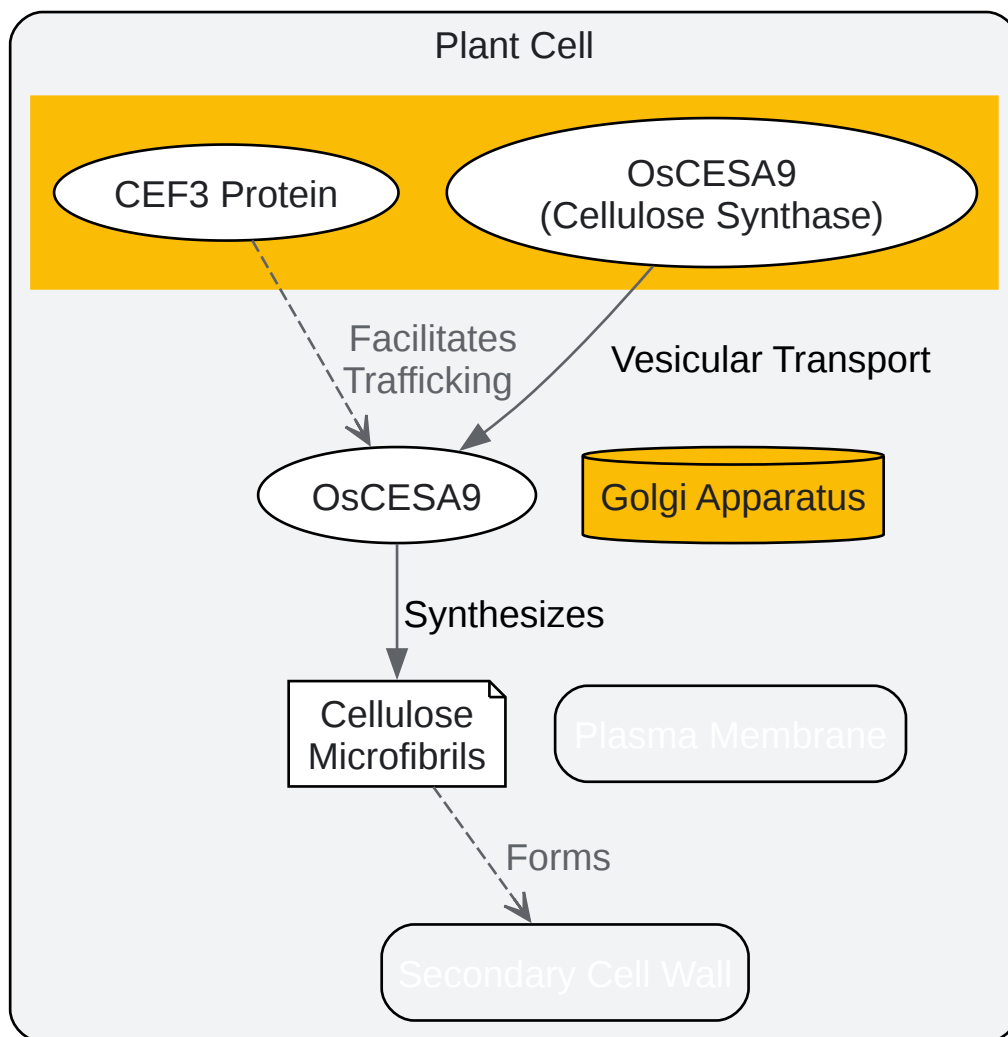 Plant Cell
CEF3 Protein
OsCESA9
(Cellulose Synthase)
Facilitates
Trafficking
Vesicular Transport
OsCESA9
Golgi Apparatus
Synthesizes
Cellulose
Microfibrils
Plasma Membrane
Forms
Secondary Cell Wall